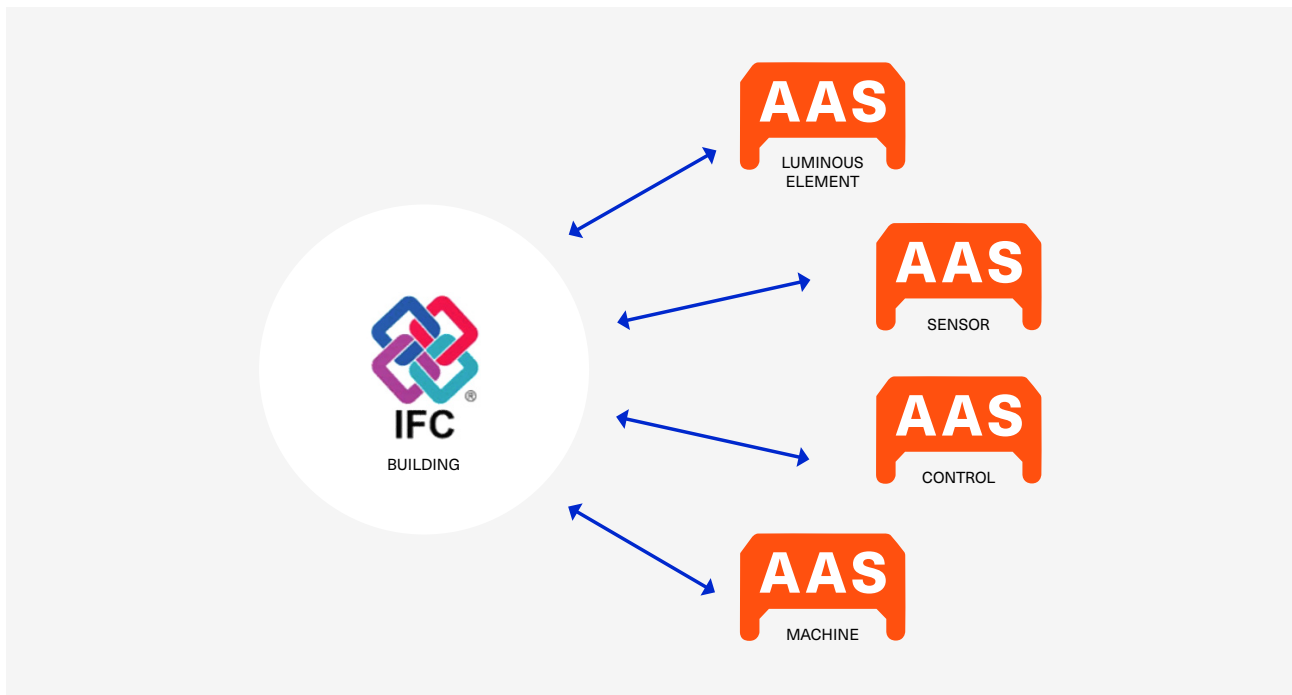 AAS
LUMINOUS
ELEMENT
AAS
SENSOR
®
IFC
BUILDING
AAS
CONTROL
AAS
MACHINE